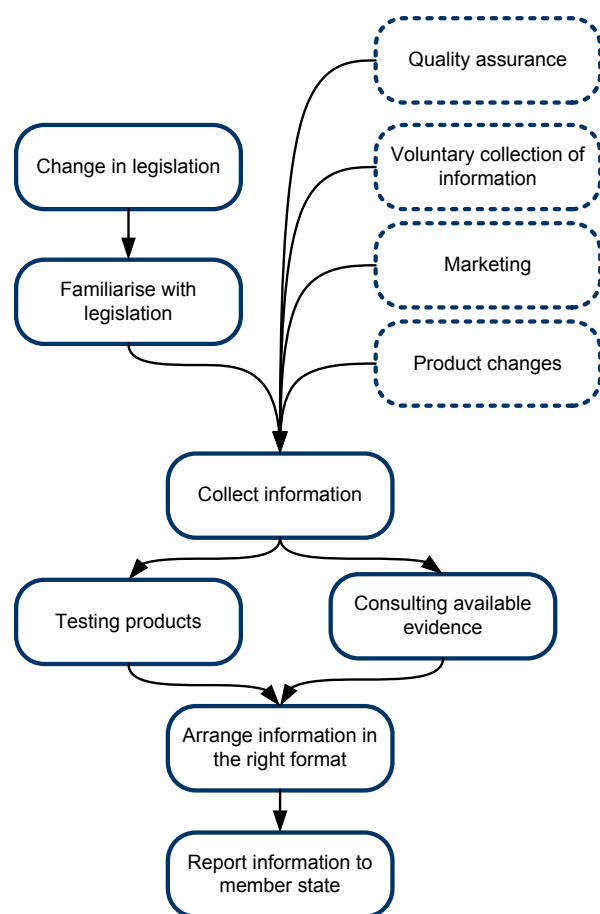 Quality assurance
Change in legislation
Voluntary collection of
information
Familiarise with
legislation
Marketing
Product changes
Collect information
Testing products
Consulting available
evidence
Arrange information in
the right format
Report information to
member state